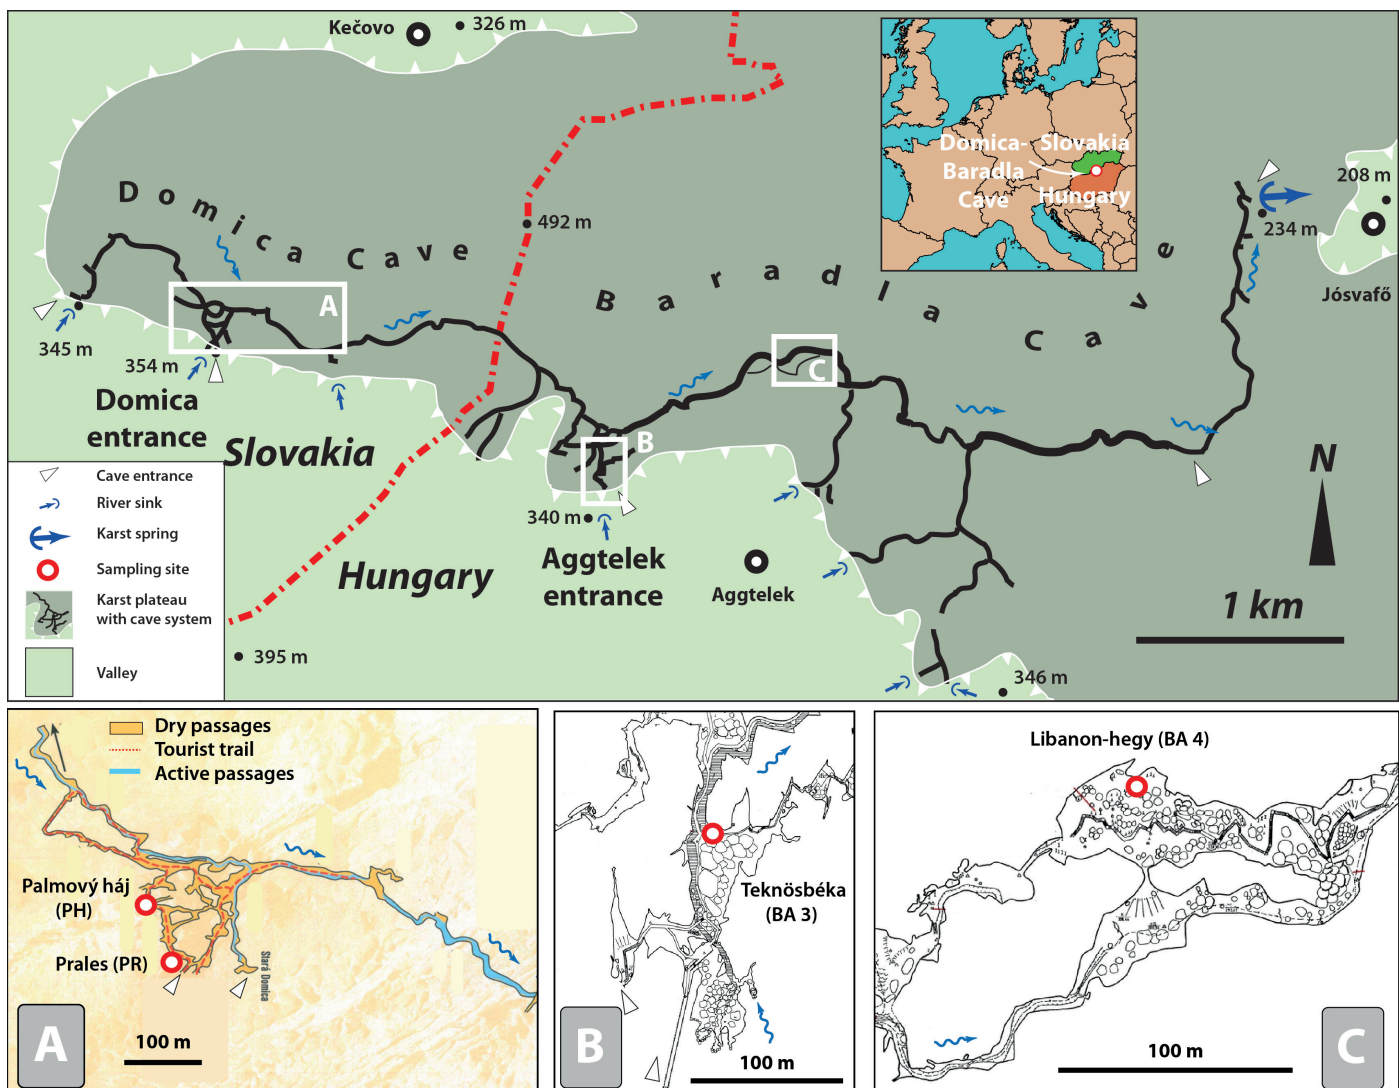 Kečovo
326 m
Domica Cave
492 m
Baradla Cave
Domica-
Baradla
Cave
Slovakia
Hungary
208 m
234 m
Jósvafő
A
345 m
354 m
Domica
entrance
Slovakia
C
B
340 m
Hungary
Aggtelek
entrance
Aggtelek
395 m
346 m
N
1 km
Cave entrance
River sink
Karst spring
Sampling site
Karst plateau
with cave system
Valley
Dry passages
Tourist trail
Active passages
Palmový háj
(PH)
Prales (PR)
Stará Domica
A
100 m
Teknösbéka
(BA 3)
B
100 m
Libanon-hegy (BA 4)
100 m
C